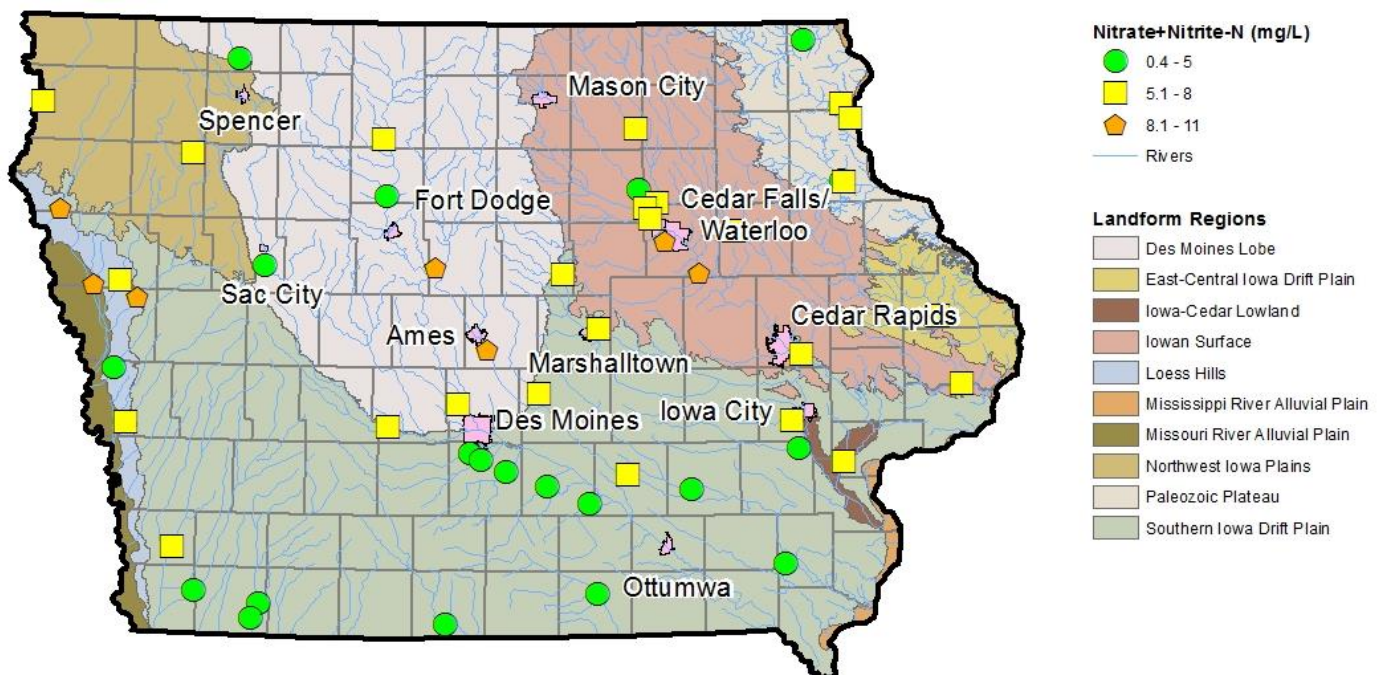 Mason City
Spencer
Fort Dodge
Cedar Falls/
Waterloo
Sac City
Ames
Cedar Rapids
Marshalltown
Des Moines
Iowa City
Ottumwa
Nitrate+Nitrite-N (mg/L)
0.4 - 5
5.1 - 8
8.1 - 11
Rivers
Landform Regions
Des Moines Lobe
East-Central Iowa Drift Plain
Iowa-Cedar Lowland
Iowan Surface
Loess Hills
Mississippi River Alluvial Plain
Missouri River Alluvial Plain
Northwest Iowa Plains
Paleozoic Plateau
Southern Iowa Drift Plain